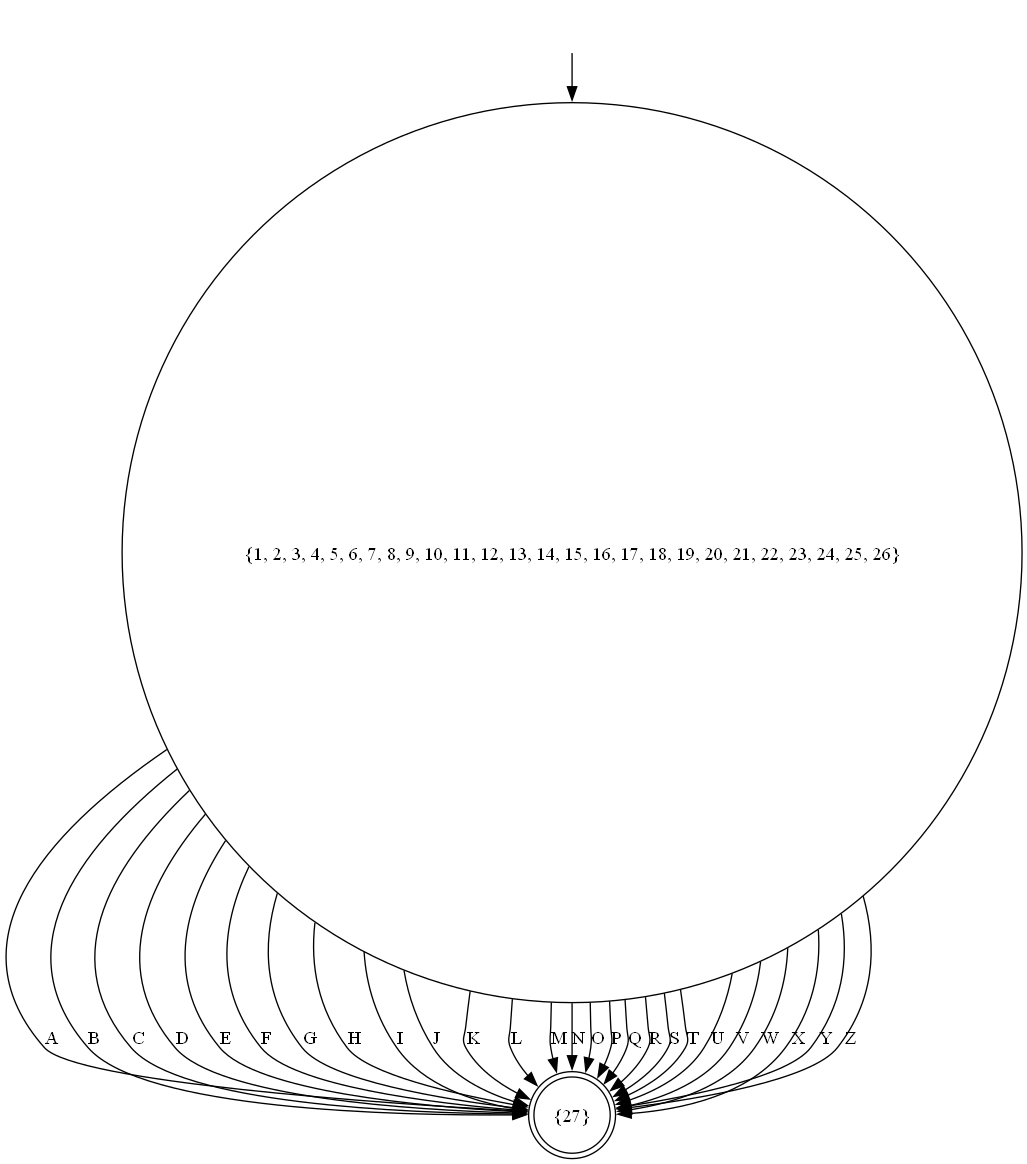 {1, 2, 3, 4, 5, 6, 7, 8, 9, 10, 11, 12, 13, 14, 15, 16, 17, 18, 19, 20, 21, 22, 23, 24, 25, 26}
A B C D E F G H I J K L M N O P Q R S T U V W X Y Z
{27}